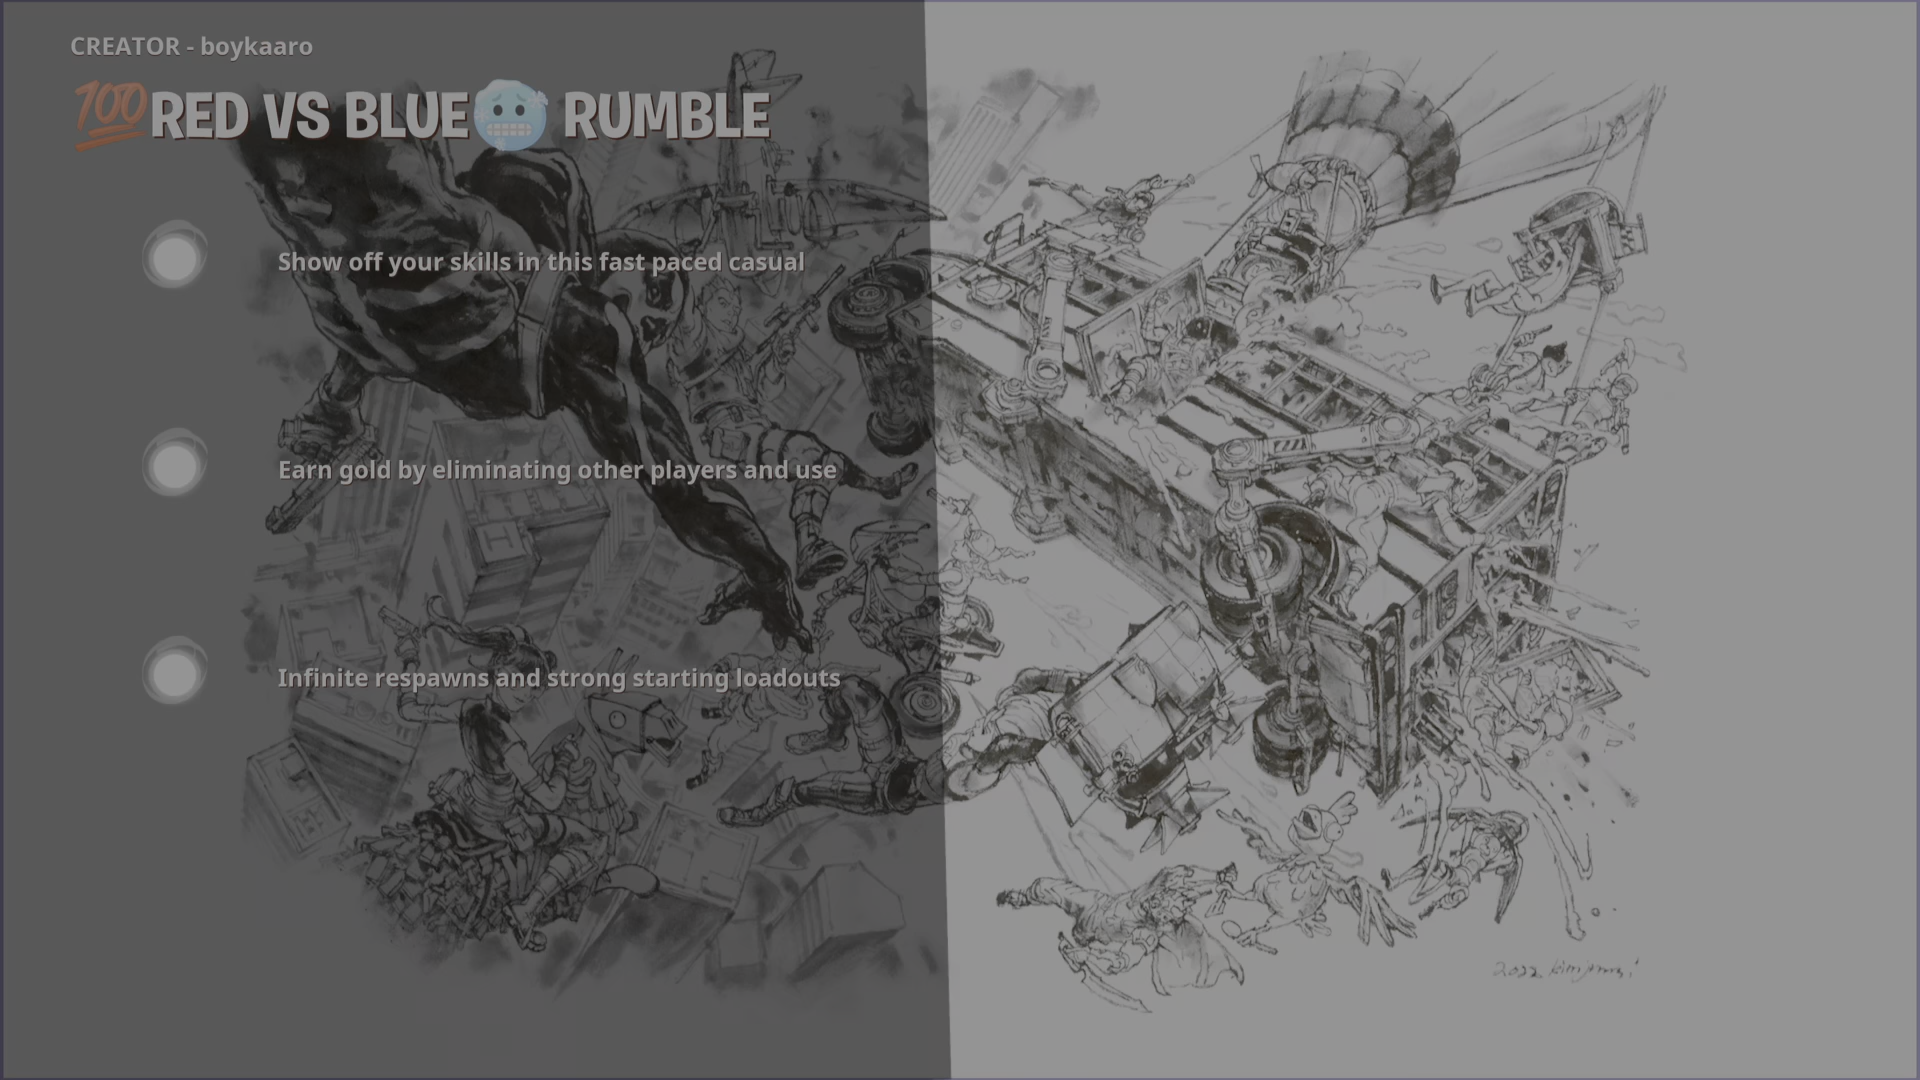 CREATOR - boykaaro
💯RED VS BLUE🥶 RUMBLE
Show off your skills in this fast paced casual
Earn gold by eliminating other players and use
Infinite respawns and strong starting loadouts
2022